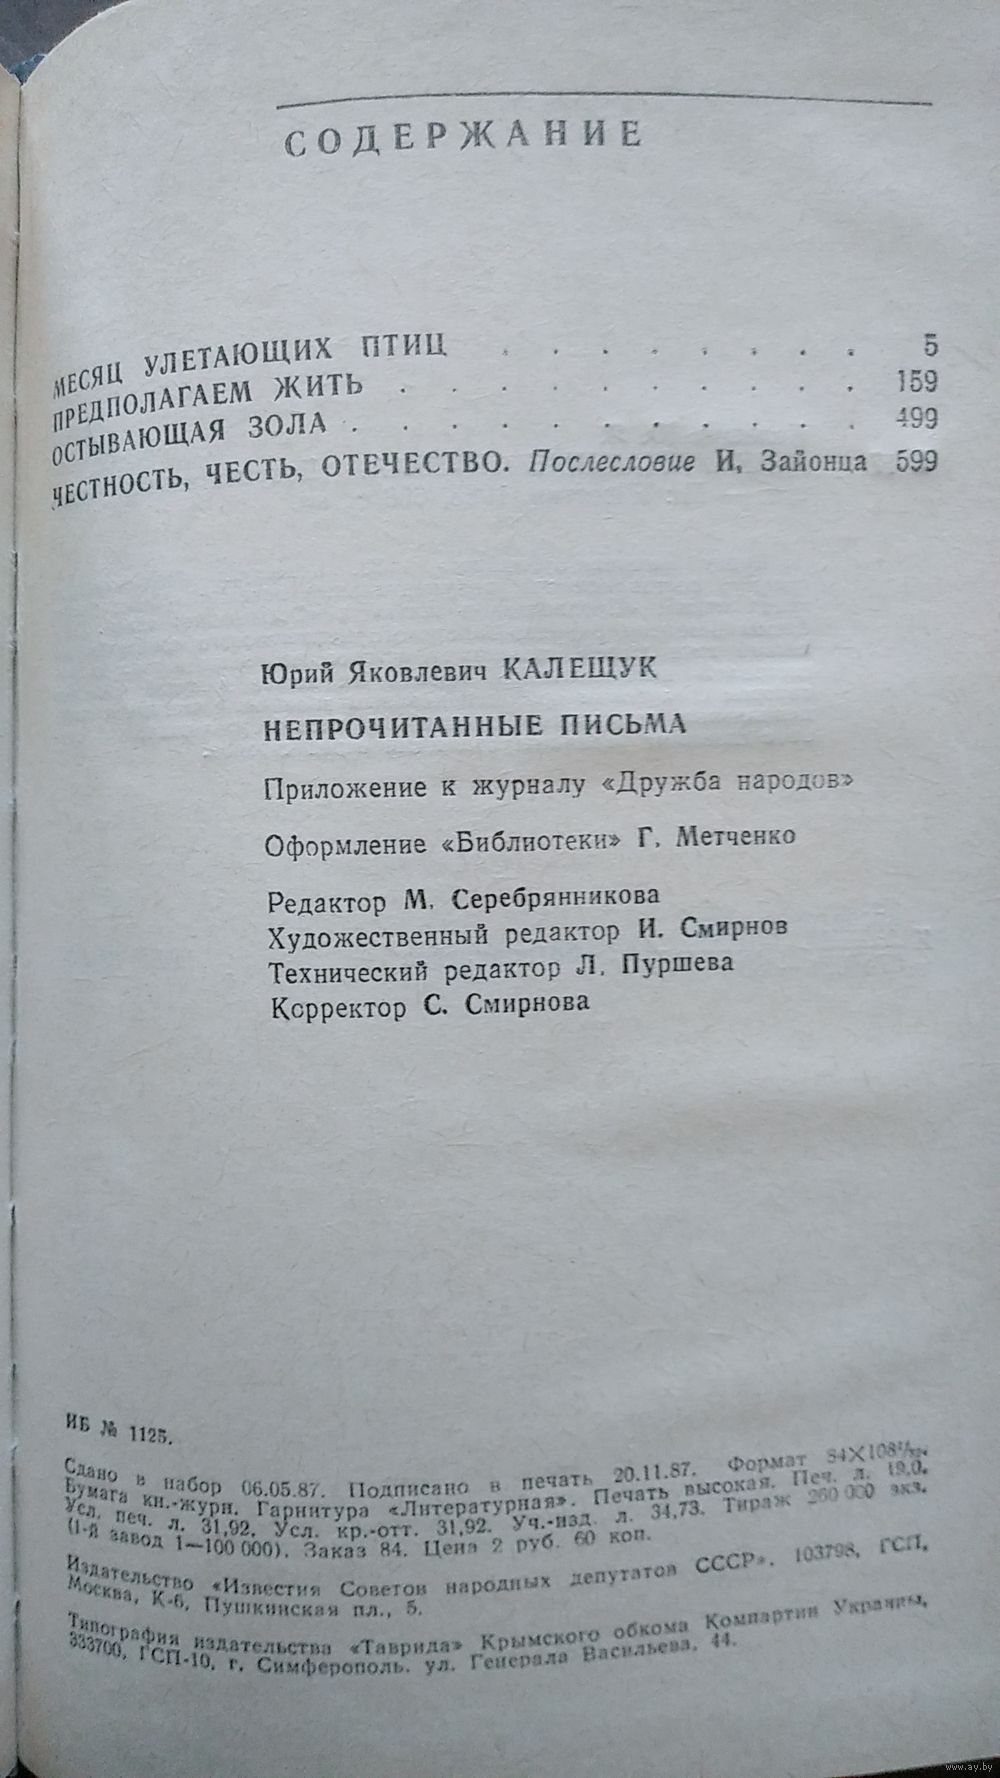 СОДЕРЖАНИЕ
МЕСЯЦ УЛЕТАЮЩИХ ПТИЦ . . . . . . . . 5
ПРЕДПОЛАГАЕМ ЖИТЬ . . . . . . . . . . 159
ОСТЫВАЮЩАЯ ЗОЛА . . . . . . . . . . . 499
ЧЕСТНОСТЬ, ЧЕСТЬ, ОТЕЧЕСТВО. Послесловие И. Зайонца 599
Юрий Яковлевич КАЛЕЩУК
НЕПРОЧИТАННЫЕ ПИСЬМА
Приложение к журналу «Дружба народов»
Оформление «Библиотеки» Г. Метченко
Редактор М. Серебрянникова
Художественный редактор И. Смирнов
Технический редактор Л. Пуршева
Корректор С. Смирнова
ИБ № 1125.
Сдано в набор 06.05.87. Подписано в печать 20.11.87. Формат 84×108¹/₃₂.
Бумага кн.-журн. Гарнитура «Литературная». Печать высокая. Печ. л. 19,0.
Усл. печ. л. 31,92. Усл. кр.-отт. 31,92. Уч.-изд. л. 34,73. Тираж 260 000 экз.
(1-й завод 1—100 000). Заказ 84. Цена 2 руб. 60 коп.
Издательство «Известия Советов народных депутатов СССР». 103798, ГСП,
Москва, К-6, Пушкинская пл., 5.
Типография издательства «Таврида» Крымского обкома Компартии Украины,
333700, ГСП-10, г. Симферополь, ул. Генерала Васильева, 44.
www.ay.by